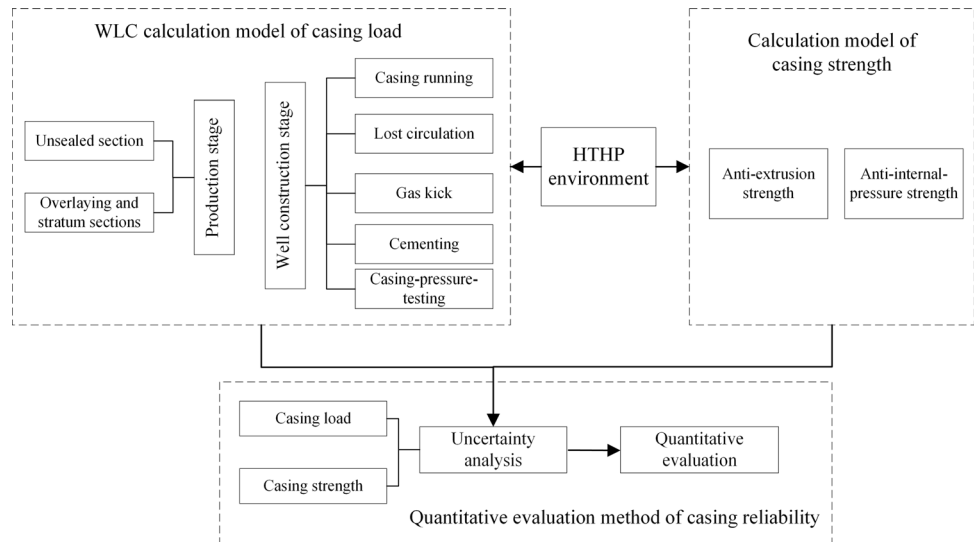 WLC calculation model of casing load
Unsealed section
Overlaying and
stratum sections
Production stage
Well construction stage
Casing running
Lost circulation
Gas kick
Cementing
Casing-pressure-
testing
HTHP
environment
Calculation model of
casing strength
Anti-extrusion
strength
Anti-internal-
pressure strength
Casing load
Casing strength
Uncertainty
analysis
Quantitative
evaluation
Quantitative evaluation method of casing reliability